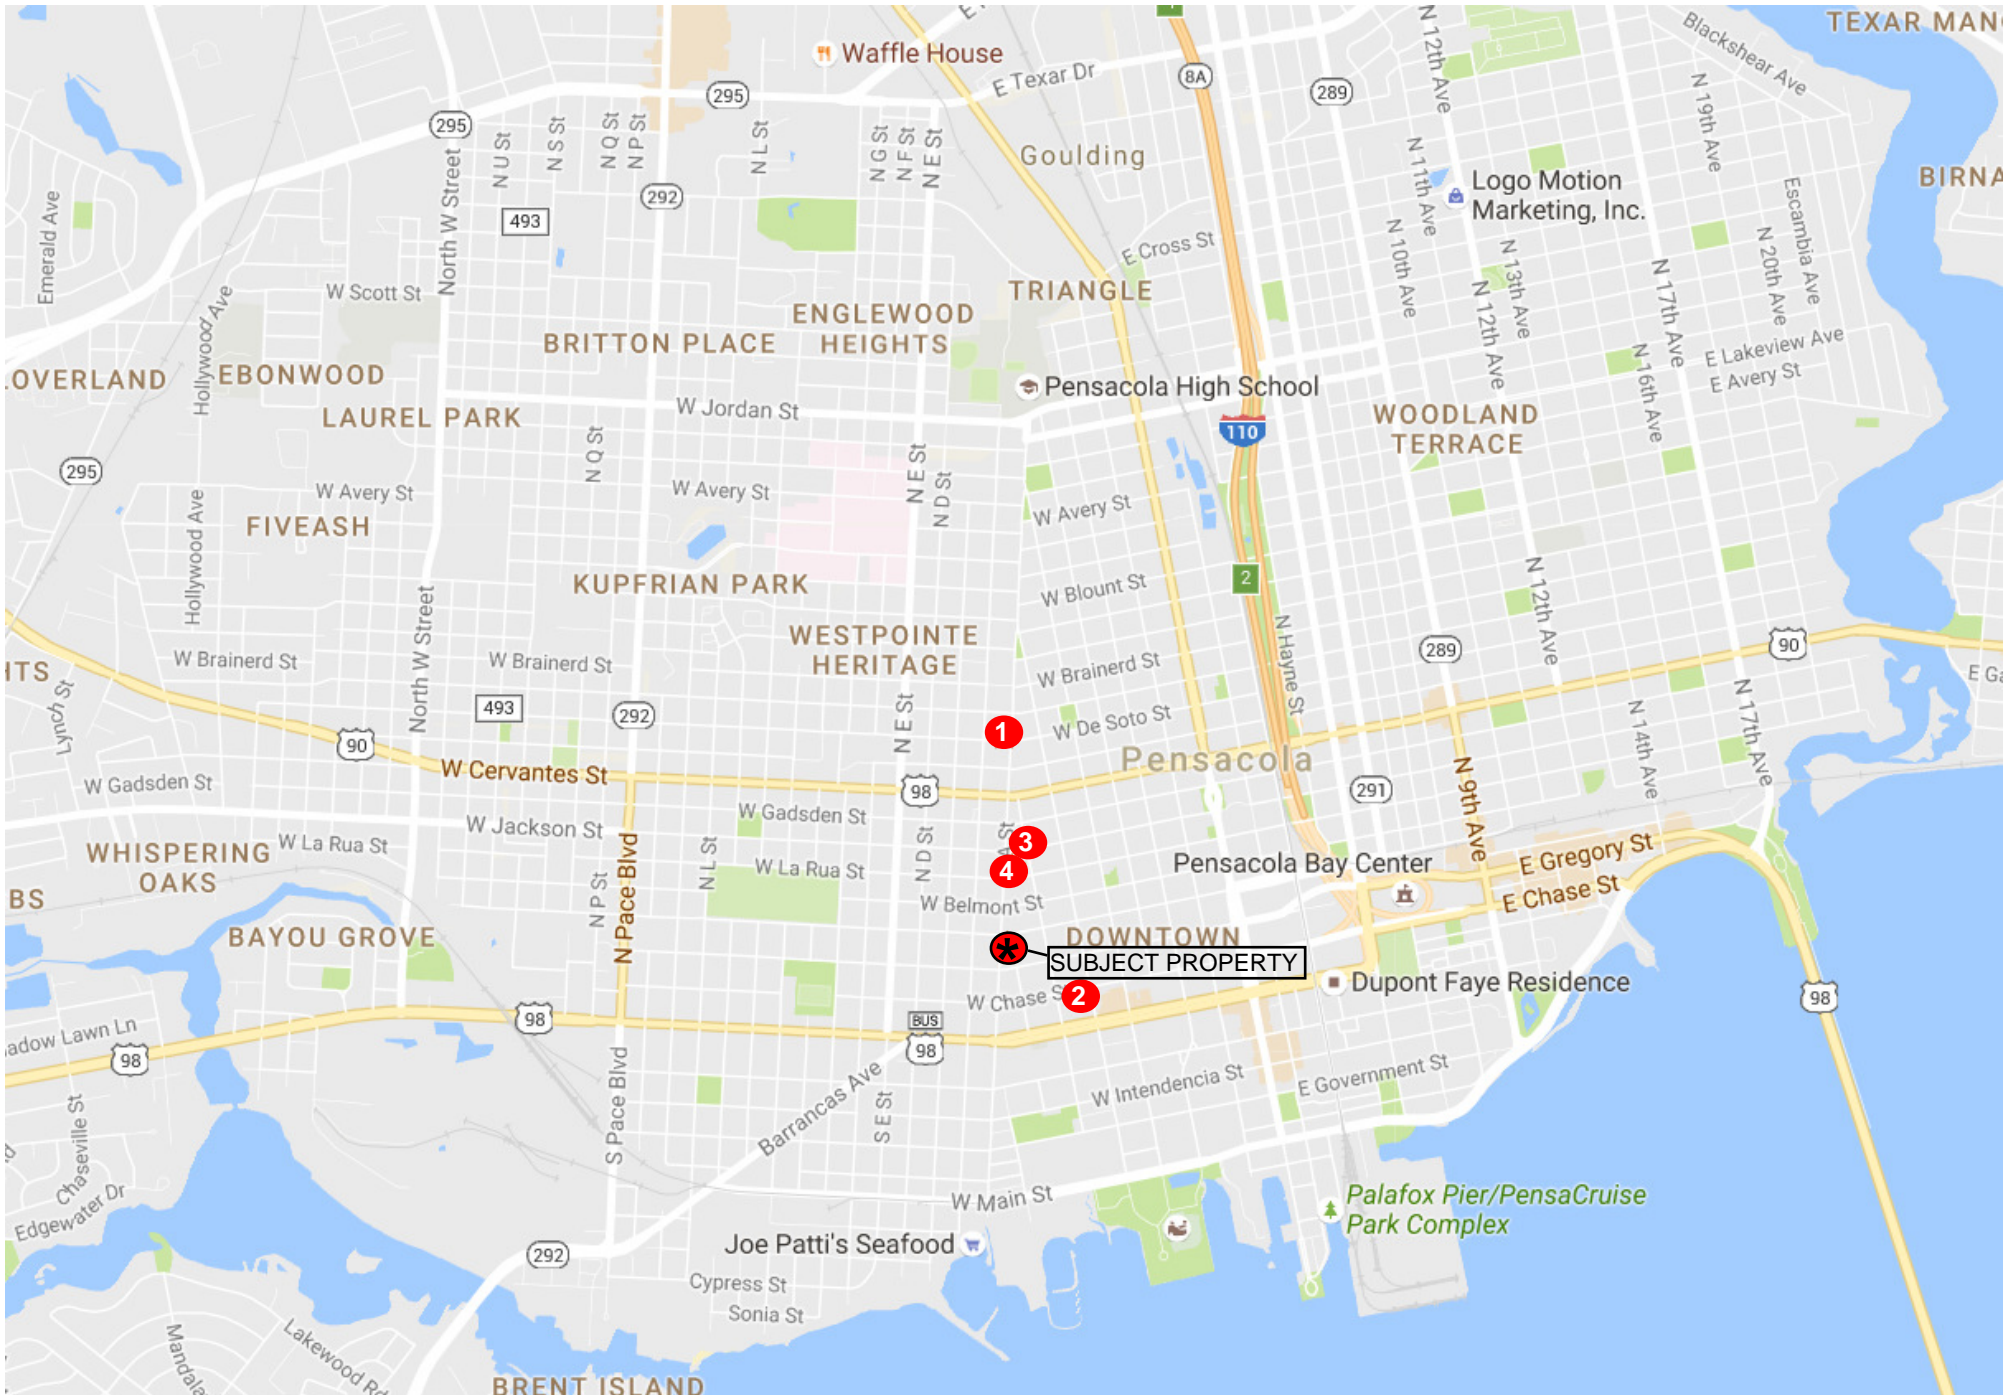 TEXAR MAN
Waffle House
E Texar Dr
8A
295
289
N 12th Ave
Blackshear Ave
N 19th Ave
295
N U St
N S St
N Q St
N P St
N L St
N G St
N F St
N E St
Goulding
N 11th Ave
Logo Motion
Marketing, Inc.
BIRNA
Emerald Ave
North W Street
493
292
E Cross St
N 10th Ave
N 13th Ave
Escambia Ave
N 20th Ave
W Scott St
TRIANGLE
N 12th Ave
N 17th Ave
Hollywood Ave
BRITTON PLACE
ENGLEWOOD
HEIGHTS
E Lakeview Ave
E Avery St
N 16th Ave
OVERLAND
EBONWOOD
LAUREL PARK
W Jordan St
Pensacola High School
110
WOODLAND
TERRACE
295
N Q St
N E St
N D St
W Avery St
W Avery St
W Avery St
Hollywood Ave
FIVEASH
KUPFRIAN PARK
W Blount St
2
N 12th Ave
North W Street
WESTPOINTE
HERITAGE
N Hayne St
289
90
HTS
W Brainerd St
W Brainerd St
W Brainerd St
E Ga
Lynch St
493
292
N E St
1
W De Soto St
N 14th Ave
N 17th Ave
90
W Cervantes St
98
Pensacola
291
N 9th Ave
W Gadsden St
W Gadsden St
W Jackson St
N Pace Blvd
N L St
N D St
A St
3
WHISPERING
OAKS
W La Rua St
W La Rua St
4
Pensacola Bay Center
E Gregory St
E Chase St
BS
N P St
W Belmont St
BAYOU GROVE
DOWNTOWN
*
SUBJECT PROPERTY
W Chase S
2
Dupont Faye Residence
98
98
BUS
98
adow Lawn Ln
98
S Pace Blvd
Barrancas Ave
S E St
W Intendencia St
E Government St
Chaseville St
Edgewater Dr
W Main St
Palafox Pier/PensaCruise
Park Complex
292
Joe Patti's Seafood
Cypress St
Sonia St
Lakewood Rd
Mandala
BRENT ISLAND